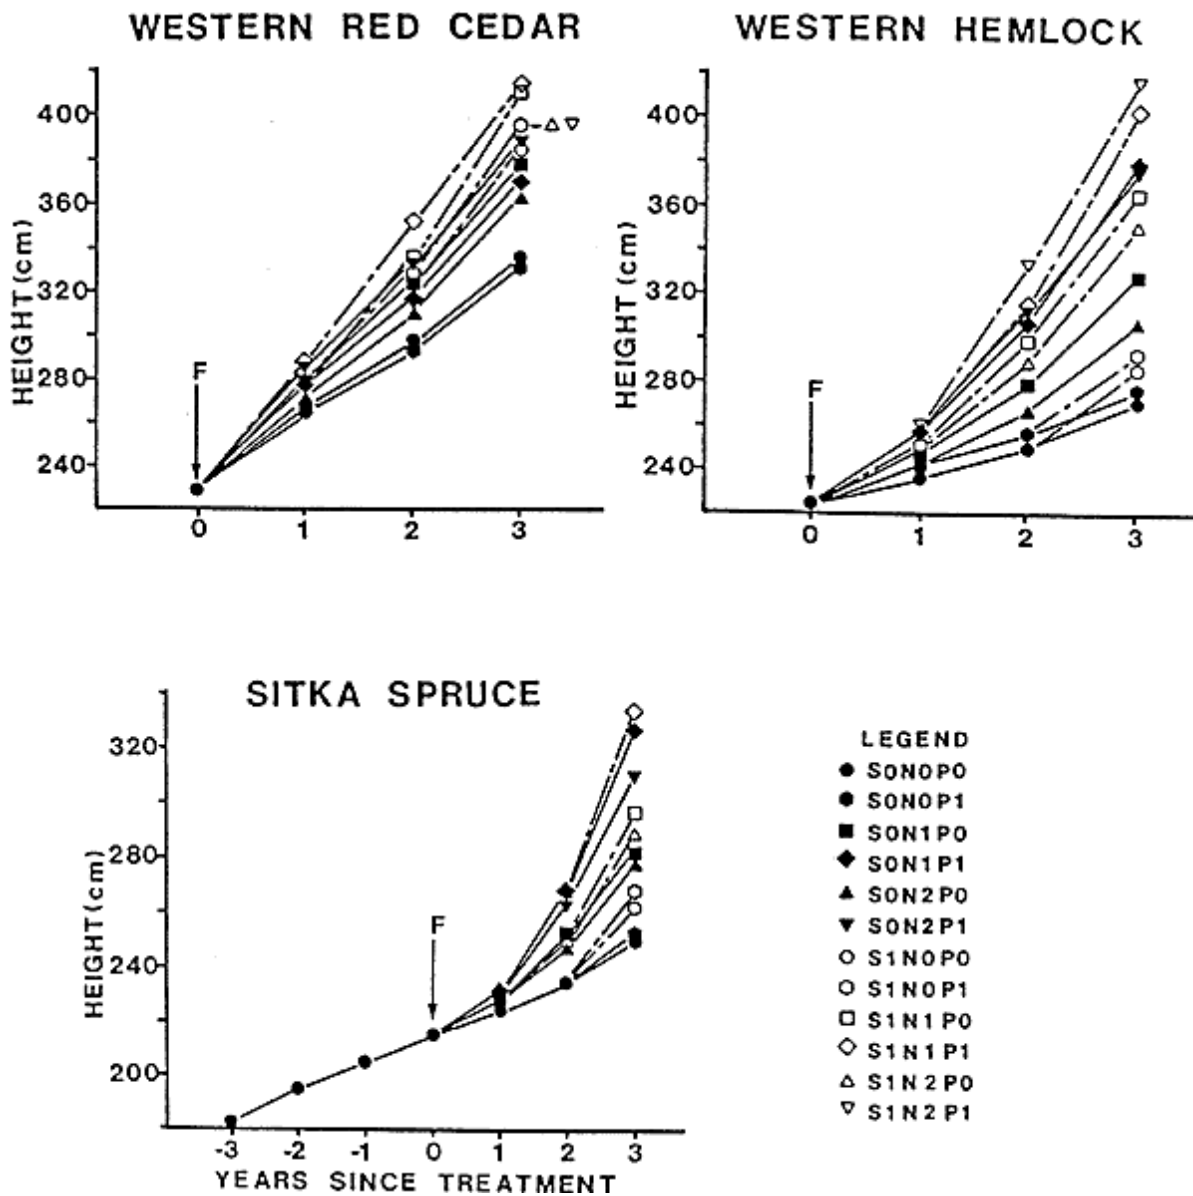 WESTERN RED CEDAR
WESTERN HEMLOCK
400
360
320
280
240
HEIGHT(cm)
F
0 1 2 3
400
360
320
280
240
HEIGHT(cm)
F
0 1 2 3
SITKA SPRUCE
320
280
240
200
HEIGHT(cm)
F
-3 -2 -1 0 1 2 3
YEARS SINCE TREATMENT
LEGEND
S0N0P0
S0N0P1
S0N1P0
S0N1P1
S0N2P0
S0N2P1
S1N0P0
S1N0P1
S1N1P0
S1N1P1
S1N2P0
S1N2P1